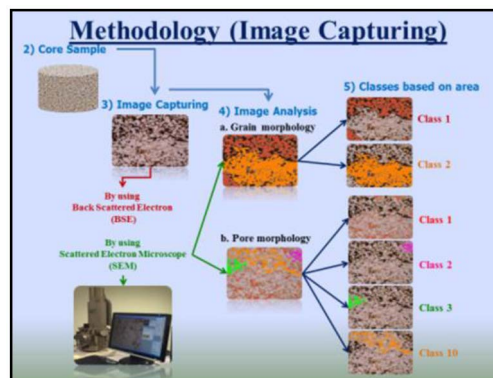 Methodology (Image Capturing)
2) Core Sample
3) Image Capturing
4) Image Analysis
5) Classes based on area
a. Grain morphology
Class 1
Class 2
By using
Back Scattered Electron
(BSE)
By using
Scattered Electron Microscope
(SEM)
b. Pore morphology
Class 1
Class 2
Class 3
Class 10